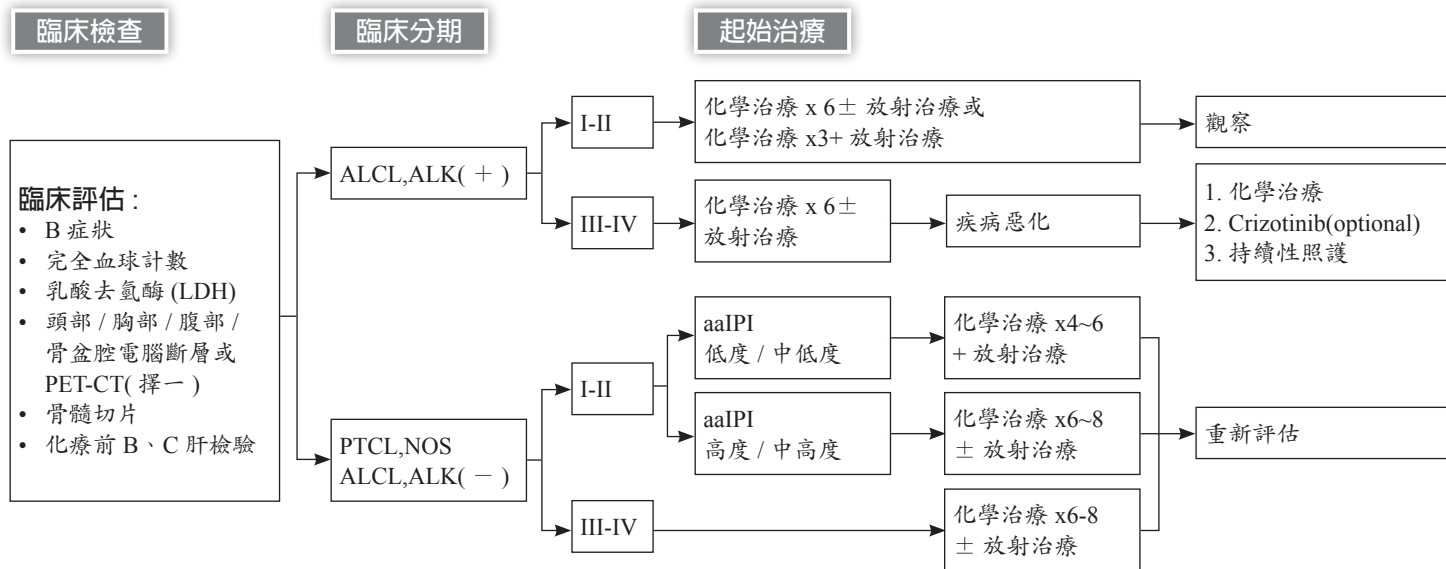 臨床檢查
臨床分期
起始治療
臨床評估 :
• B 症狀
• 完全血球計數
• 乳酸去氫酶 (LDH)
• 頭部 / 胸部 / 腹部 /
骨盆腔電腦斷層或
PET-CT( 擇一 )
• 骨髓切片
• 化療前 B、C 肝檢驗
ALCL,ALK( + )
I-II
化學治療 x 6± 放射治療或
化學治療 x3+ 放射治療
觀察
III-IV
化學治療 x 6±
放射治療
疾病惡化
1. 化學治療
2. Crizotinib(optional)
3. 持續性照護
PTCL,NOS
ALCL,ALK( － )
I-II
aaIPI
低度 / 中低度
化學治療 x4~6
+ 放射治療
aaIPI
高度 / 中高度
化學治療 x6~8
± 放射治療
III-IV
化學治療 x6-8
± 放射治療
重新評估